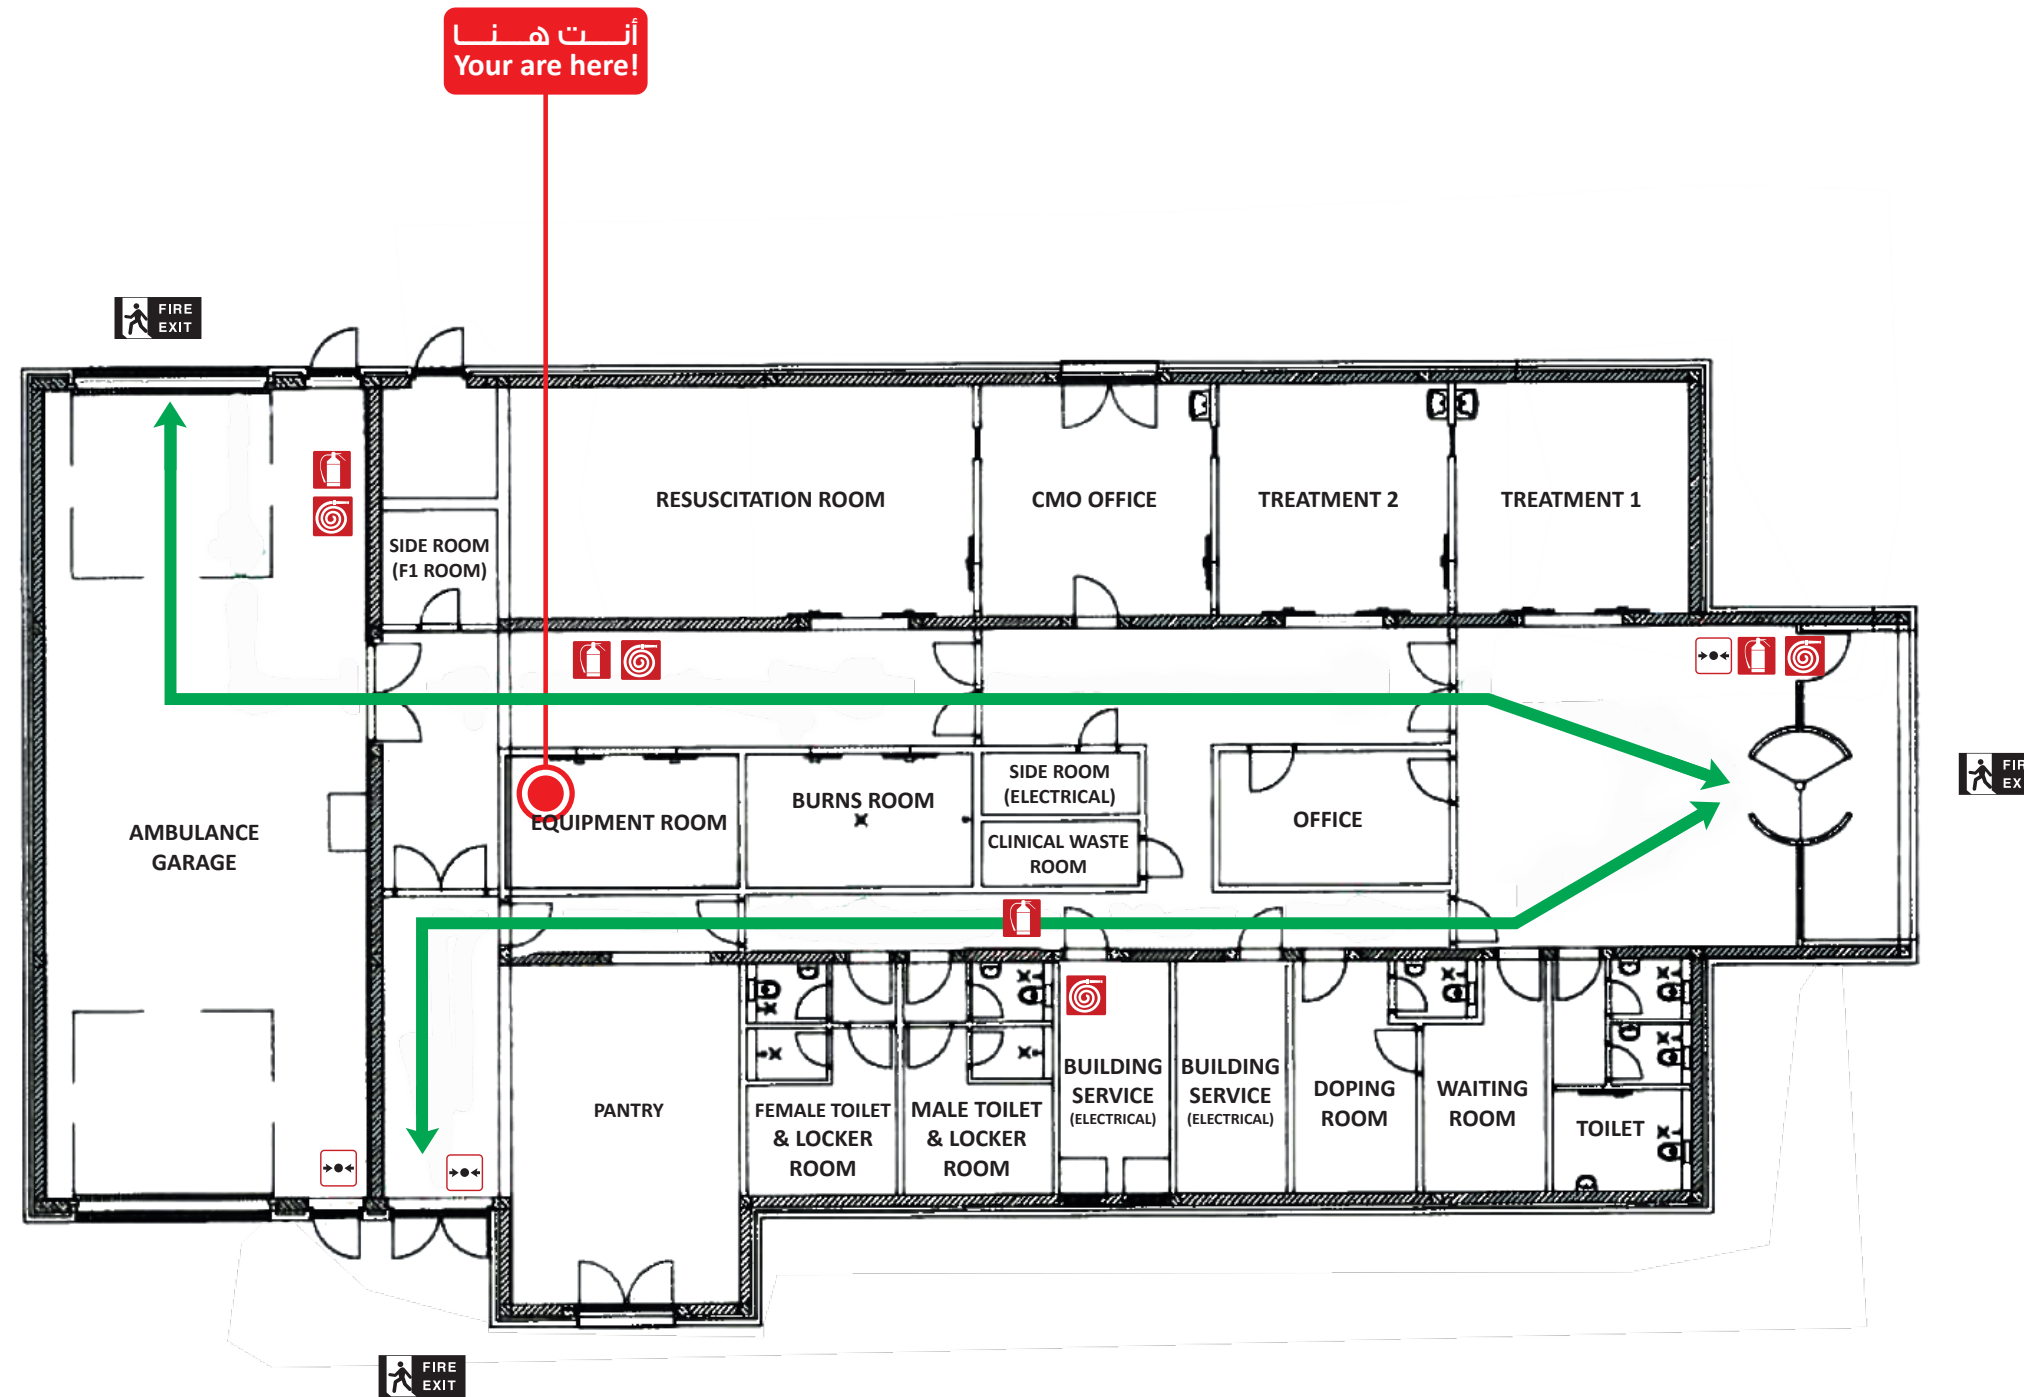 أنت هنا
Your are here!
FIRE
EXIT
RESUSCITATION ROOM
CMO OFFICE
TREATMENT 2
TREATMENT 1
SIDE ROOM
(F1 ROOM)
SIDE ROOM
(ELECTRICAL)
FIR
EX
BURNS ROOM
EQUIPMENT ROOM
OFFICE
AMBULANCE
GARAGE
CLINICAL WASTE
ROOM
PANTRY
FEMALE TOILET
& LOCKER
ROOM
MALE TOILET
& LOCKER
ROOM
BUILDING
SERVICE
(ELECTRICAL)
BUILDING
SERVICE
(ELECTRICAL)
DOPING
ROOM
WAITING
ROOM
TOILET
FIRE
EXIT